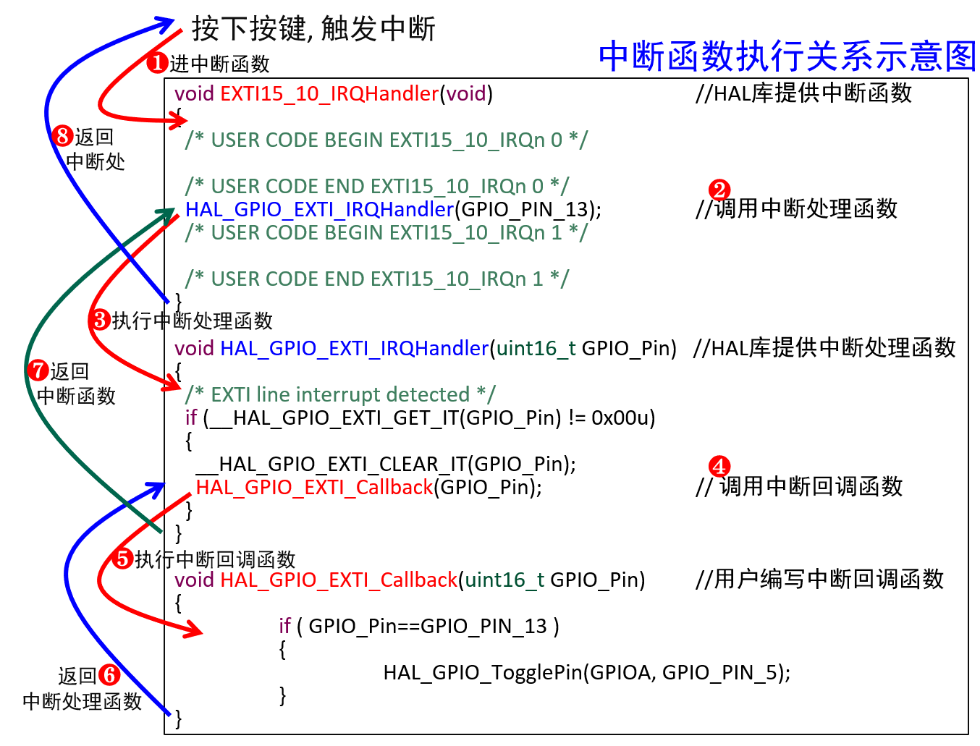 按下按键, 触发中断
中断函数执行关系示意图
❶进中断函数
void EXTI15_10_IRQHandler(void) //HAL库提供中断函数
{
/* USER CODE BEGIN EXTI15_10_IRQn 0 */
❽返回
中断处
/* USER CODE END EXTI15_10_IRQn 0 */
❷
HAL_GPIO_EXTI_IRQHandler(GPIO_PIN_13); //调用中断处理函数
/* USER CODE BEGIN EXTI15_10_IRQn 1 */
/* USER CODE END EXTI15_10_IRQn 1 */
}
❸执行中断处理函数
void HAL_GPIO_EXTI_IRQHandler(uint16_t GPIO_Pin) //HAL库提供中断处理函数
{
❼返回
中断函数
/* EXTI line interrupt detected */
if (__HAL_GPIO_EXTI_GET_IT(GPIO_Pin) != 0x00u)
{
__HAL_GPIO_EXTI_CLEAR_IT(GPIO_Pin);
❹
HAL_GPIO_EXTI_Callback(GPIO_Pin); // 调用中断回调函数
}
}
❺执行中断回调函数
void HAL_GPIO_EXTI_Callback(uint16_t GPIO_Pin) //用户编写中断回调函数
{
if ( GPIO_Pin==GPIO_PIN_13 )
{
HAL_GPIO_TogglePin(GPIOA, GPIO_PIN_5);
返回❻
中断处理函数
}
}